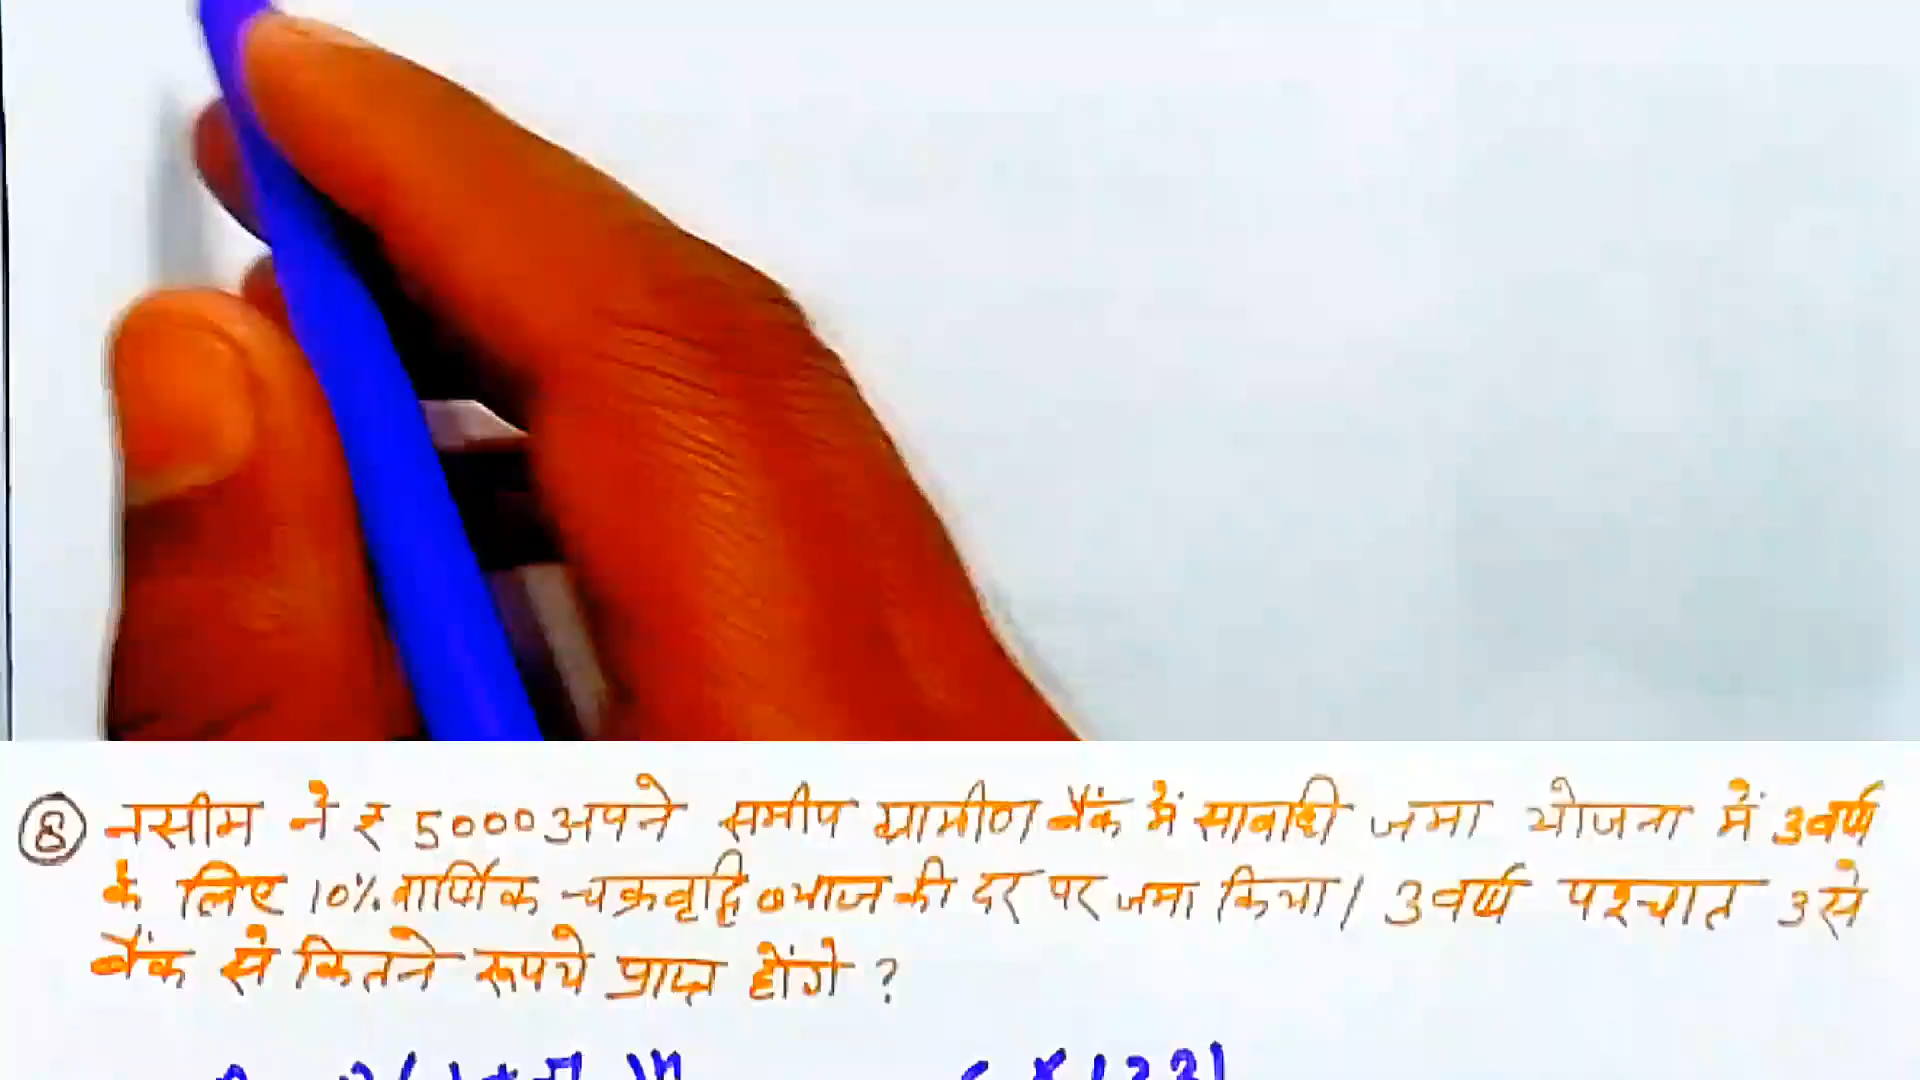 ⑧ नसीम ने ₹ 5000 अपने समीप ग्रामीण बैंक में सावधी जमा योजना में 3 वर्ष
के लिए 10% वार्षिक चक्रवृद्धि ब्याज की दर पर जमा किया। 3 वर्ष पश्चात उसे
बैंक से कितने रूपये प्राप्त होंगे ?